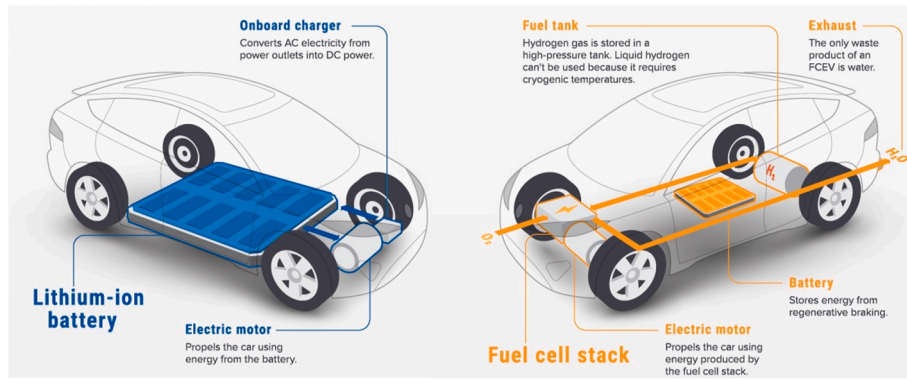 Onboard charger
Converts AC electricity from
power outlets into DC power.
Lithium-ion
battery
Electric motor
Propels the car using
energy from the battery.
Fuel tank
Hydrogen gas is stored in a
high-pressure tank. Liquid hydrogen
can't be used because it requires
cryogenic temperatures.
Exhaust
The only waste
product of an
FCEV is water.
H₂O
H₂
O₂
Battery
Stores energy from
regenerative braking.
Fuel cell stack
Electric motor
Propels the car using
energy produced by
the fuel cell stack.